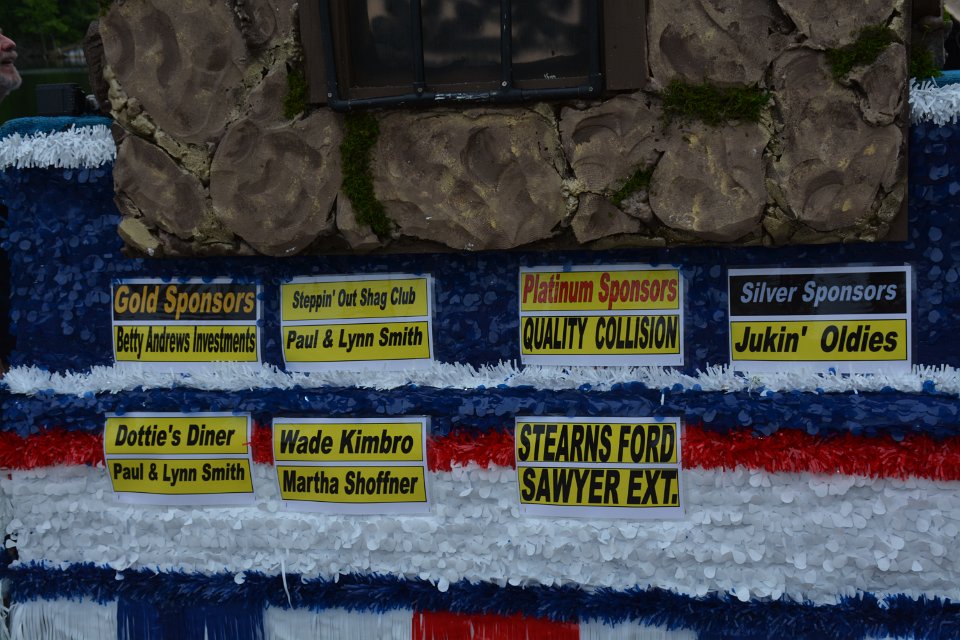 Gold Sponsors
Betty Andrews Investments
Steppin' Out Shag Club
Paul & Lynn Smith
Platinum Sponsors
QUALITY COLLISION
Silver Sponsors
Jukin' Oldies
Dottie's Diner
Paul & Lynn Smith
Wade Kimbro
Martha Shoffner
STEARNS FORD
SAWYER EXT.